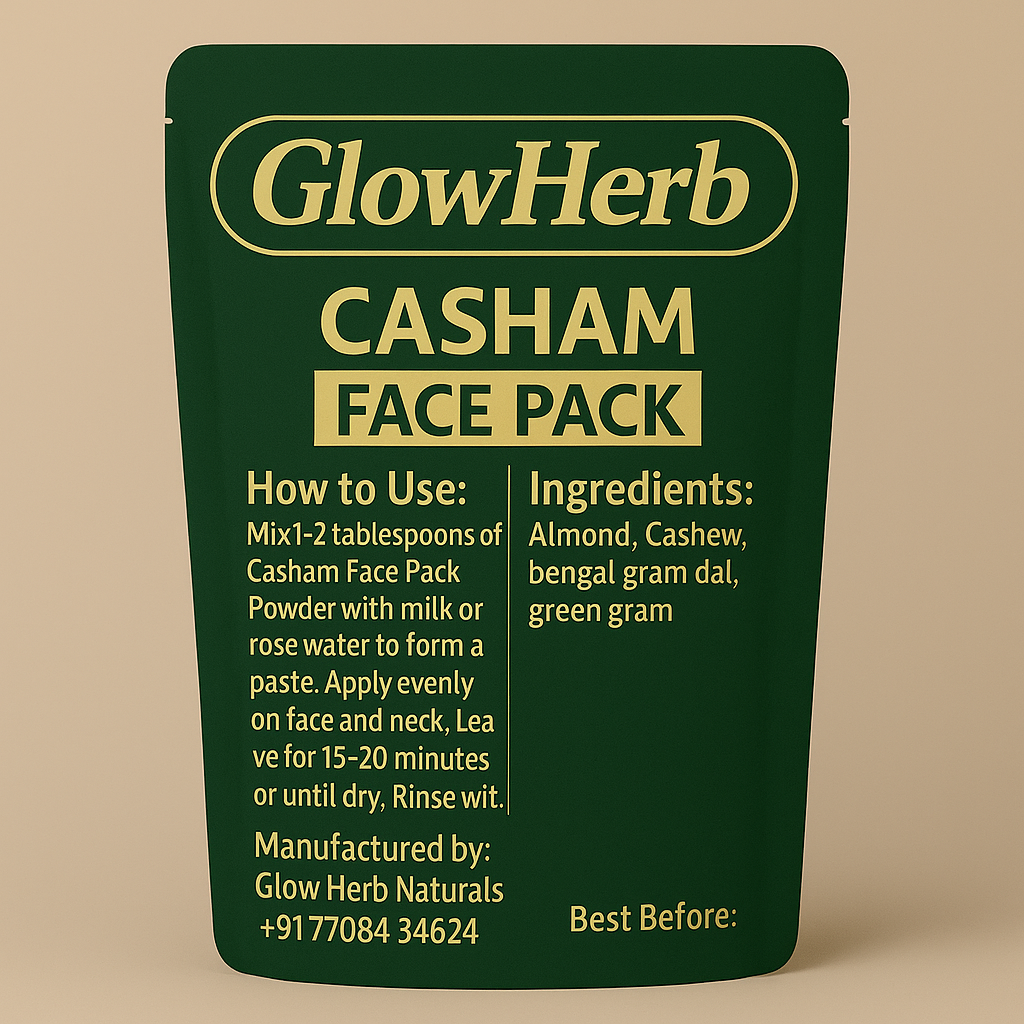 GlowHerb
CASHAM
FACE PACK
How to Use:
Mix1-2 tablespoons of
Casham Face Pack
Powder with milk or
rose water to form a
paste. Apply evenly
on face and neck, Lea
ve for 15-20 minutes
or until dry, Rinse wit.
Ingredients:
Almond, Cashew,
bengal gram dal,
green gram
Manufactured by:
Glow Herb Naturals
+9177084 34624
Best Before: